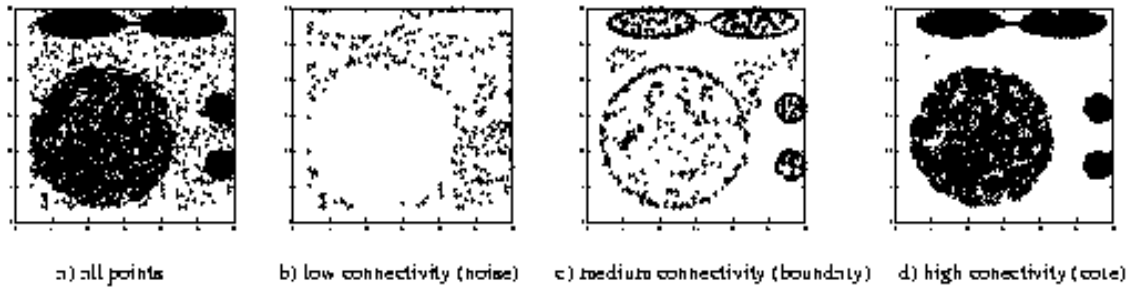 a) all points
b) low connectivity (noise)
c) medium connectivity (boundary)
d) high conectivity (core)